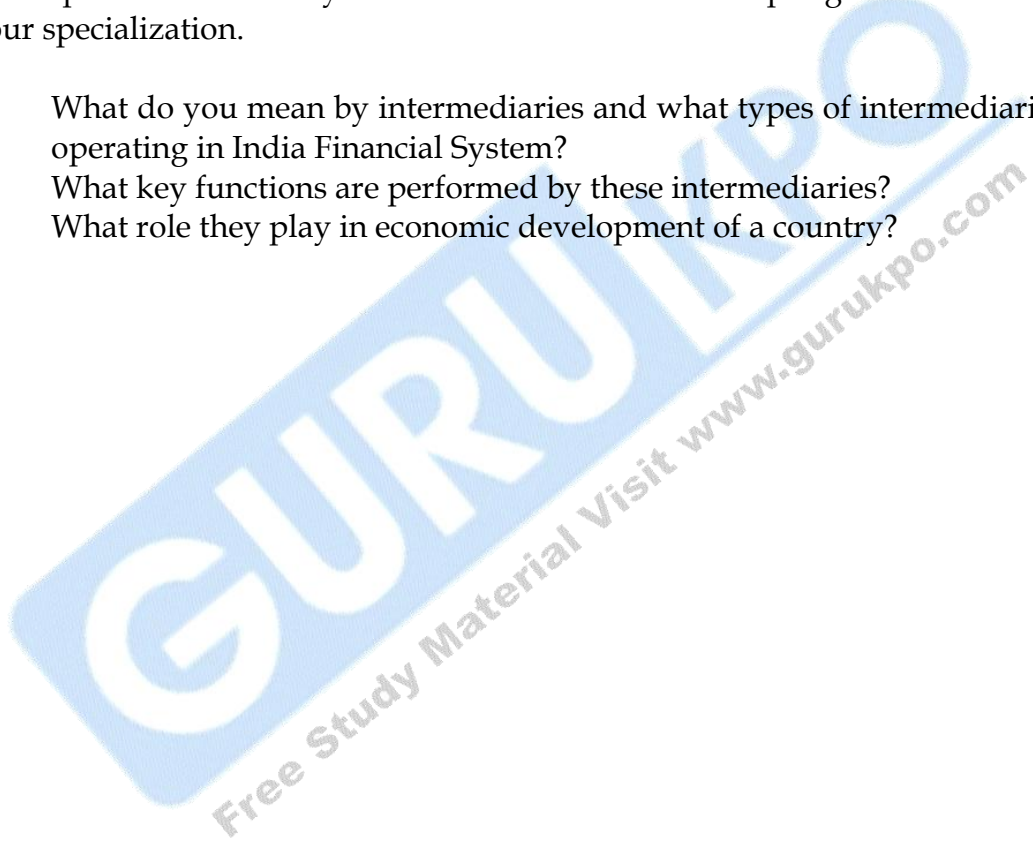 ur specialization.
What do you mean by intermediaries and what types of intermediari
operating in India Financial System?
What key functions are performed by these intermediaries?
What role they play in economic development of a country?
GURUKPO
Free Study Material Visit www.gurukpo.com